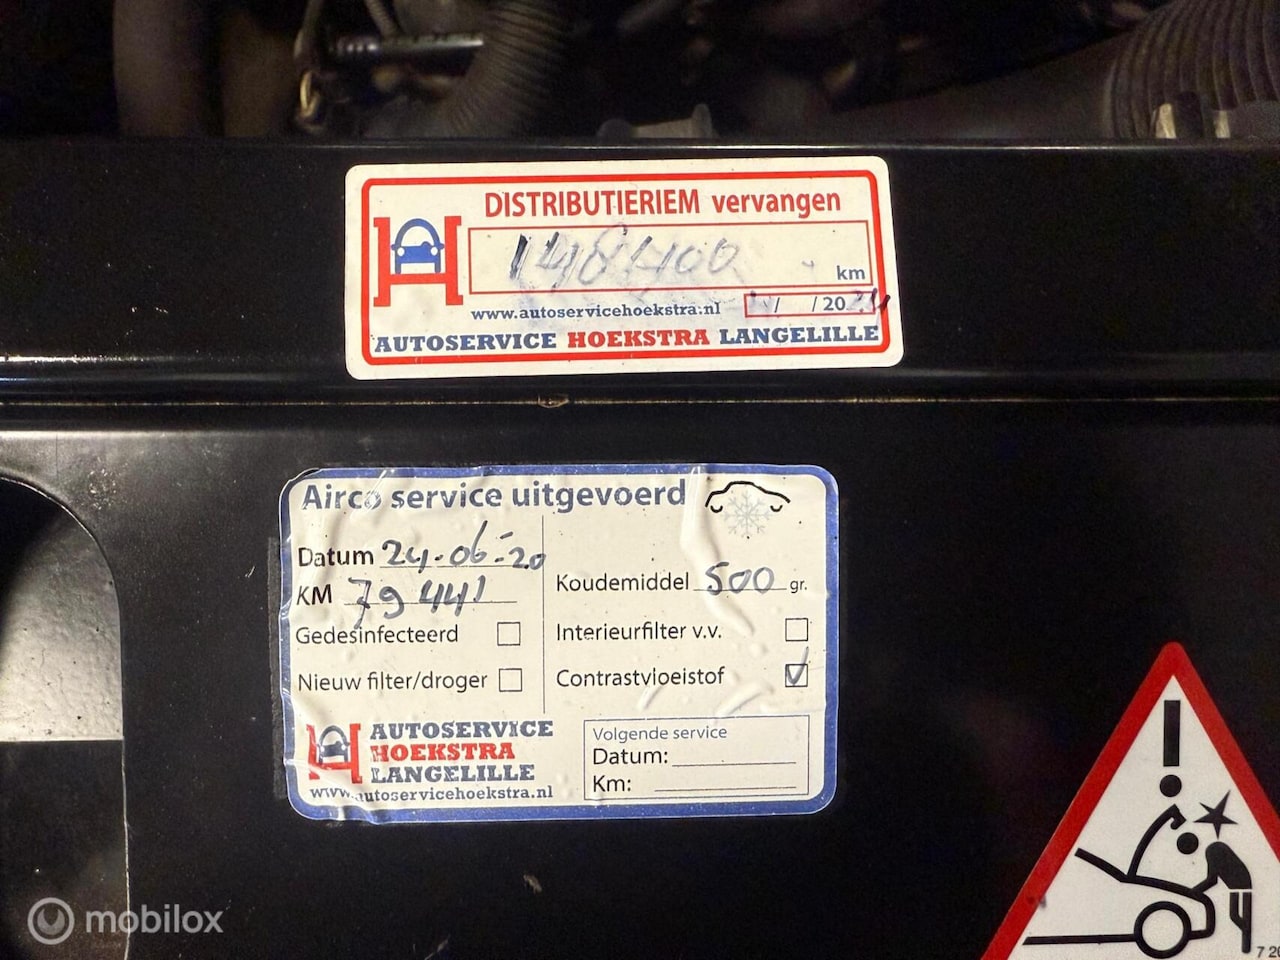 DISTRIBUTIERIEM vervangen
148400 km
www.autoservicehoekstra.nl / / 20
AUTOSERVICE HOEKSTRA LANGELILLE
Airco service uitgevoerd
Datum 24-06-20
KM 79441
Koudemiddel 500 gr.
Gedesinfecteerd
Interieurfilter v.v.
Nieuw filter/droger
Contrastvloeistof
AUTOSERVICE
HOEKSTRA
LANGELILLE
www.autoservicehoekstra.nl
Volgende service
Datum:
Km:
!
mobilox